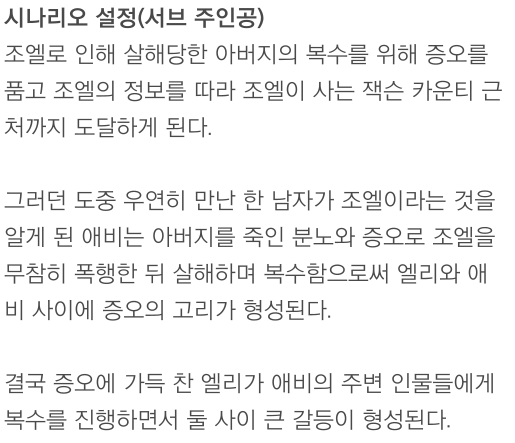 시나리오 설정(서브 주인공)
조엘로 인해 살해당한 아버지의 복수를 위해 증오를
품고 조엘의 정보를 따라 조엘이 사는 잭슨 카운티 근
처까지 도달하게 된다.
그러던 도중 우연히 만난 한 남자가 조엘이라는 것을
알게 된 애비는 아버지를 죽인 분노와 증오로 조엘을
무참히 폭행한 뒤 살해하며 복수함으로써 엘리와 애
비 사이에 증오의 고리가 형성된다.
결국 증오에 가득 찬 엘리가 애비의 주변 인물들에게
복수를 진행하면서 둘 사이 큰 갈등이 형성된다.